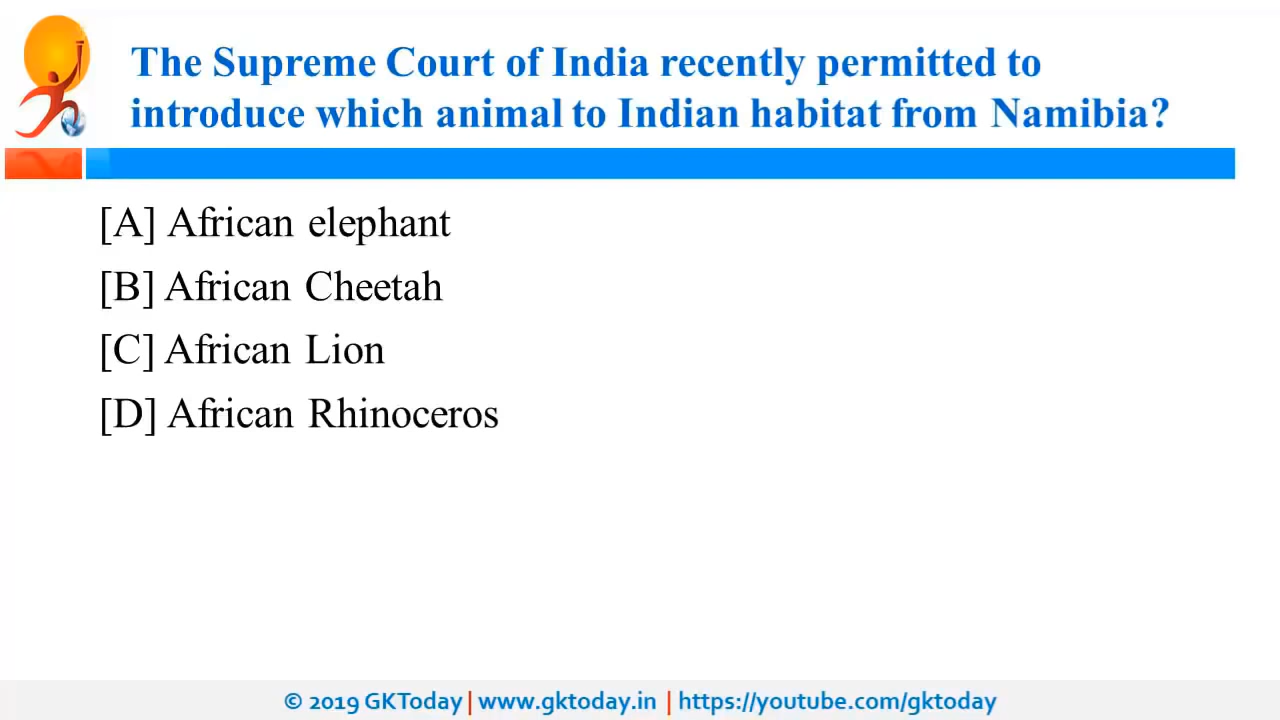 The Supreme Court of India recently permitted to
introduce which animal to Indian habitat from Namibia?
[A] African elephant
[B] African Cheetah
[C] African Lion
[D] African Rhinoceros
© 2019 GKToday | www.gktoday.in | https://youtube.com/gktoday